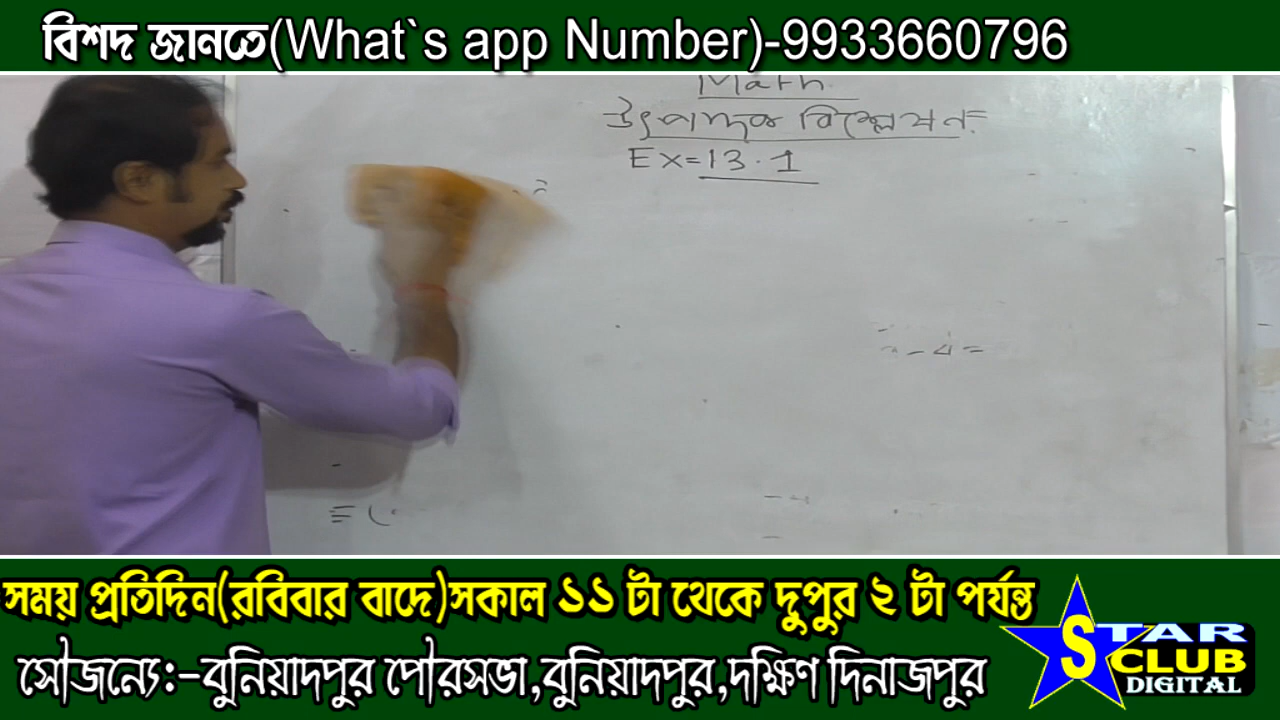 বিশদ জানতে(What`s app Number)-9933660796
Math
উৎপাদক বিশ্লেষণ:-
Ex=13.1
সময় প্রতিদিন(রবিবার বাদে)সকাল ১১ টা থেকে দুপুর ২ টা পর্যন্ত
সৌজন্যে:-বুনিয়াদপুর পৌরসভা,বুনিয়াদপুর,দক্ষিণ দিনাজপুর
STAR
CLUB
DIGITAL